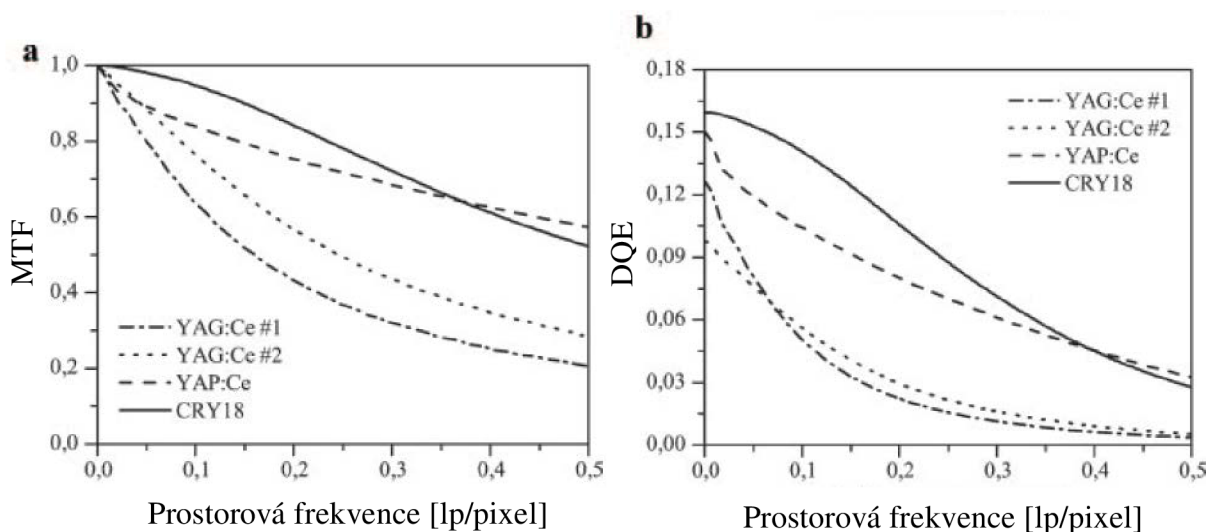 a
1,0
0,8
0,6
0,4
0,2
0,0
MTF
YAG:Ce #1
YAG:Ce #2
YAP:Ce
CRY18
0,0 0,1 0,2 0,3 0,4 0,5
Prostorová frekvence [lp/pixel]
b
0,18
0,15
0,12
0,09
0,06
0,03
0,00
DQE
YAG:Ce #1
YAG:Ce #2
YAP:Ce
CRY18
0,0 0,1 0,2 0,3 0,4 0,5
Prostorová frekvence [lp/pixel]